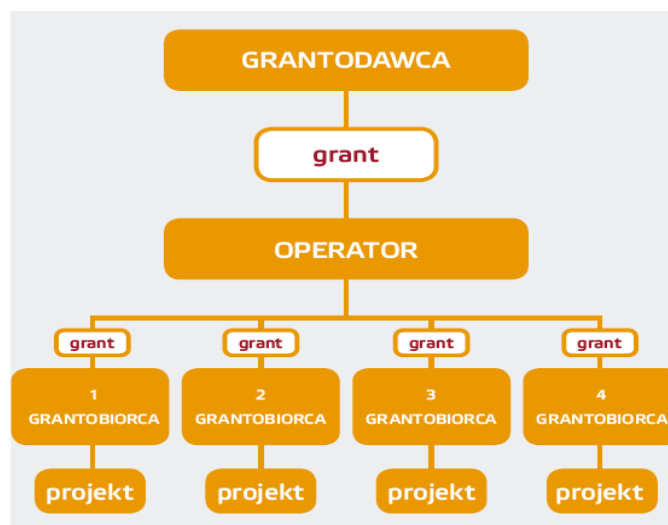 GRANTODAWCA
grant
OPERATOR
grant
grant
grant
grant
1
GRANTOBIORCA
2
GRANTOBIORCA
3
GRANTOBIORCA
4
GRANTOBIORCA
projekt
projekt
projekt
projekt